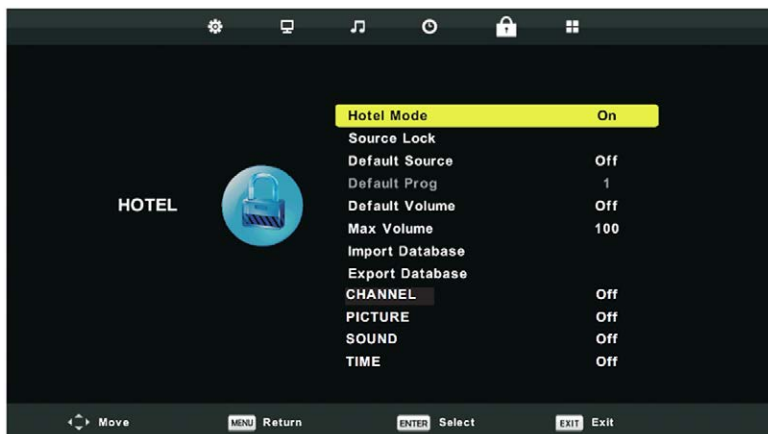 Hotel Mode On
Source Lock
Default Source Off
Default Prog 1
HOTEL
Default Volume Off
Max Volume 100
Import Database
Export Database
CHANNEL Off
PICTURE Off
SOUND Off
TIME Off
Move MENU Return ENTER Select EXIT Exit